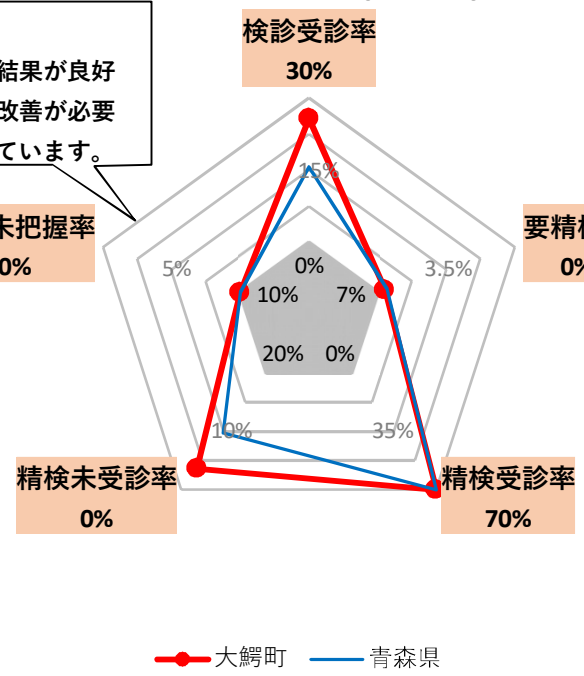 検診受診率
30%
結果が良好
改善が必要
ています。
15%
未把握率
0%
要精検
0%
5%
3.5%
0%
10%
7%
20%
0%
10%
35%
精検未受診率
0%
精検受診率
70%
大鰐町
青森県